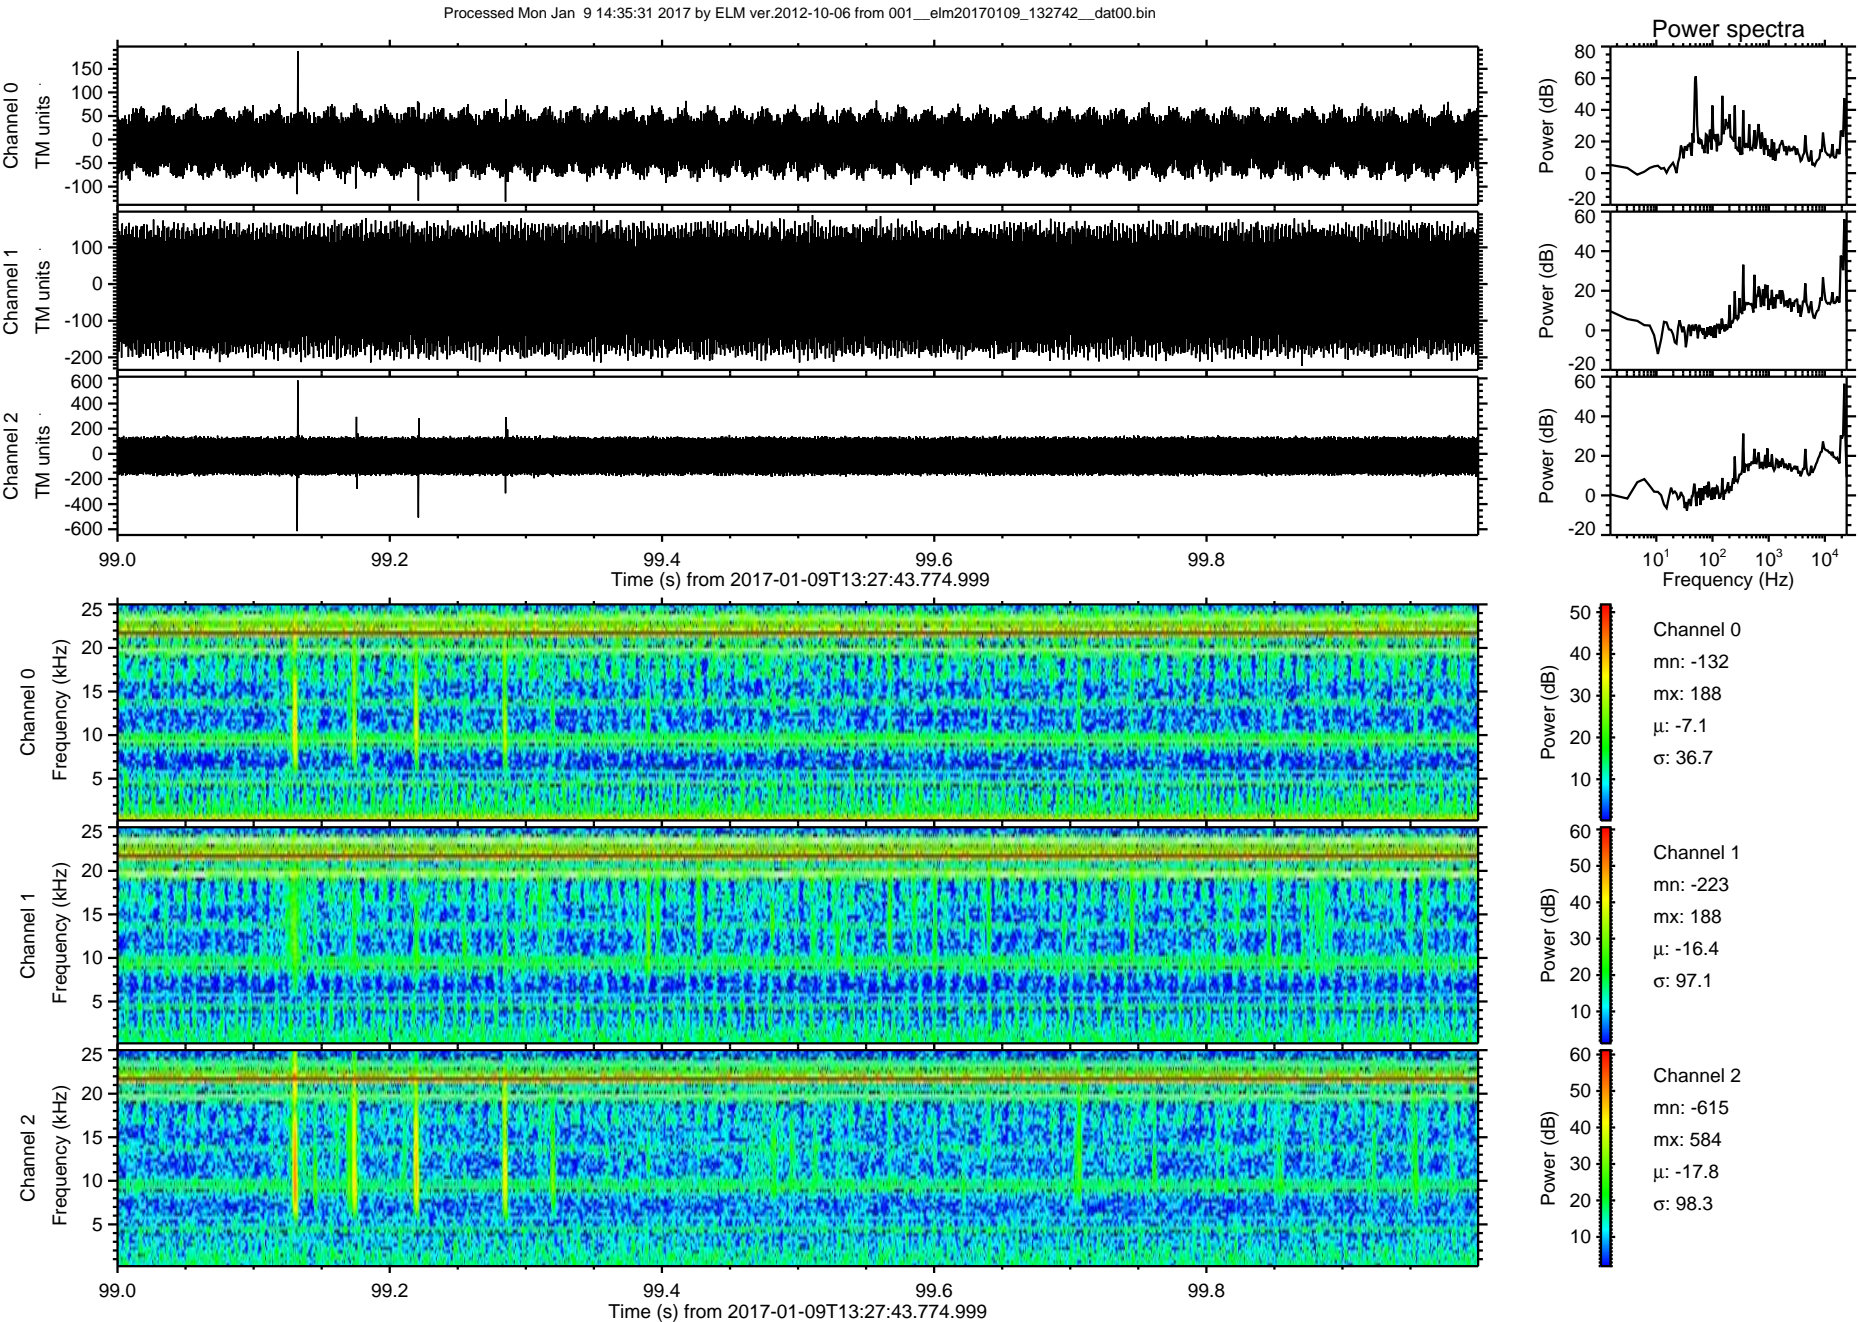 Processed Mon Jan 9 14:35:31 2017 by ELM ver.2012-10-06 from 001__elm20170109_132742__dat00.bin
Power spectra
Channel 0
TM units
150
100
50
0
-50
-100
Power (dB)
80
60
40
20
0
-20
Channel 1
TM units
100
0
-100
-200
Power (dB)
60
40
20
0
-20
Channel 2
TM units
600
400
200
0
-200
-400
-600
Power (dB)
60
40
20
0
-20
99.0 99.2 99.4 99.6 99.8
Time (s) from 2017-01-09T13:27:43.774.999
10¹ 10² 10³ 10⁴
Frequency (Hz)
Channel 0
Frequency (kHz)
25
20
15
10
5
Power (dB)
50
40
30
20
10
Channel 0
mn: -132
mx: 188
μ: -7.1
σ: 36.7
Channel 1
Frequency (kHz)
25
20
15
10
5
Power (dB)
60
50
40
30
20
10
Channel 1
mn: -223
mx: 188
μ: -16.4
σ: 97.1
Channel 2
Frequency (kHz)
25
20
15
10
5
Power (dB)
60
50
40
30
20
10
Channel 2
mn: -615
mx: 584
μ: -17.8
σ: 98.3
99.0 99.2 99.4 99.6 99.8
Time (s) from 2017-01-09T13:27:43.774.999